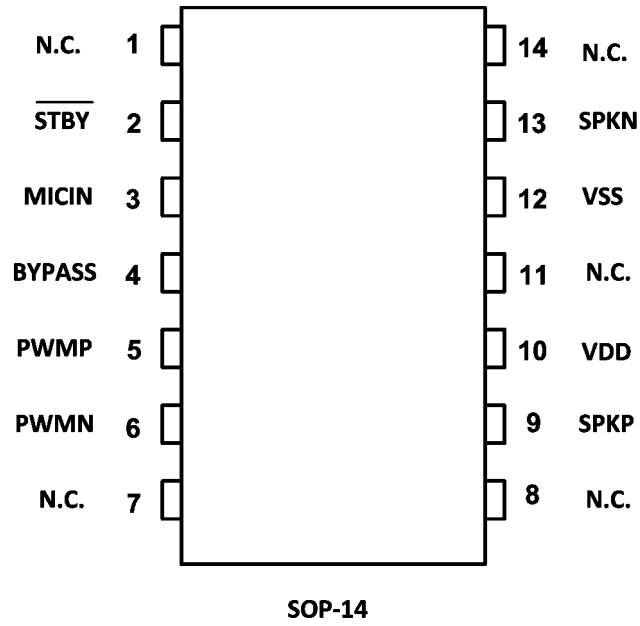 N.C. 1 14 N.C.
STBY 2 13 SPKN
MICIN 3 12 VSS
BYPASS 4 11 N.C.
PWMP 5 10 VDD
PWMN 6 9 SPKP
N.C. 7 8 N.C.
SOP-14